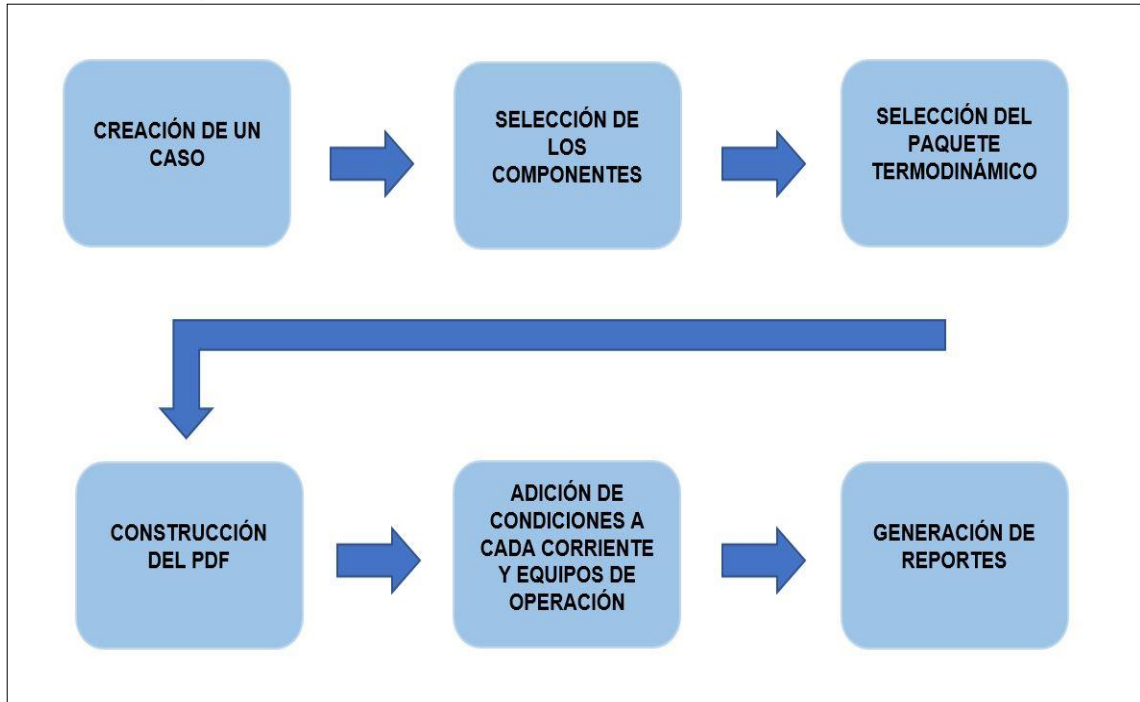 CREACIÓN DE UN
CASO
SELECCIÓN DE
LOS
COMPONENTES
SELECCIÓN DEL
PAQUETE
TERMODINÁMICO
CONSTRUCCIÓN
DEL PDF
ADICIÓN DE
CONDICIONES A
CADA CORRIENTE
Y EQUIPOS DE
OPERACIÓN
GENERACIÓN DE
REPORTES